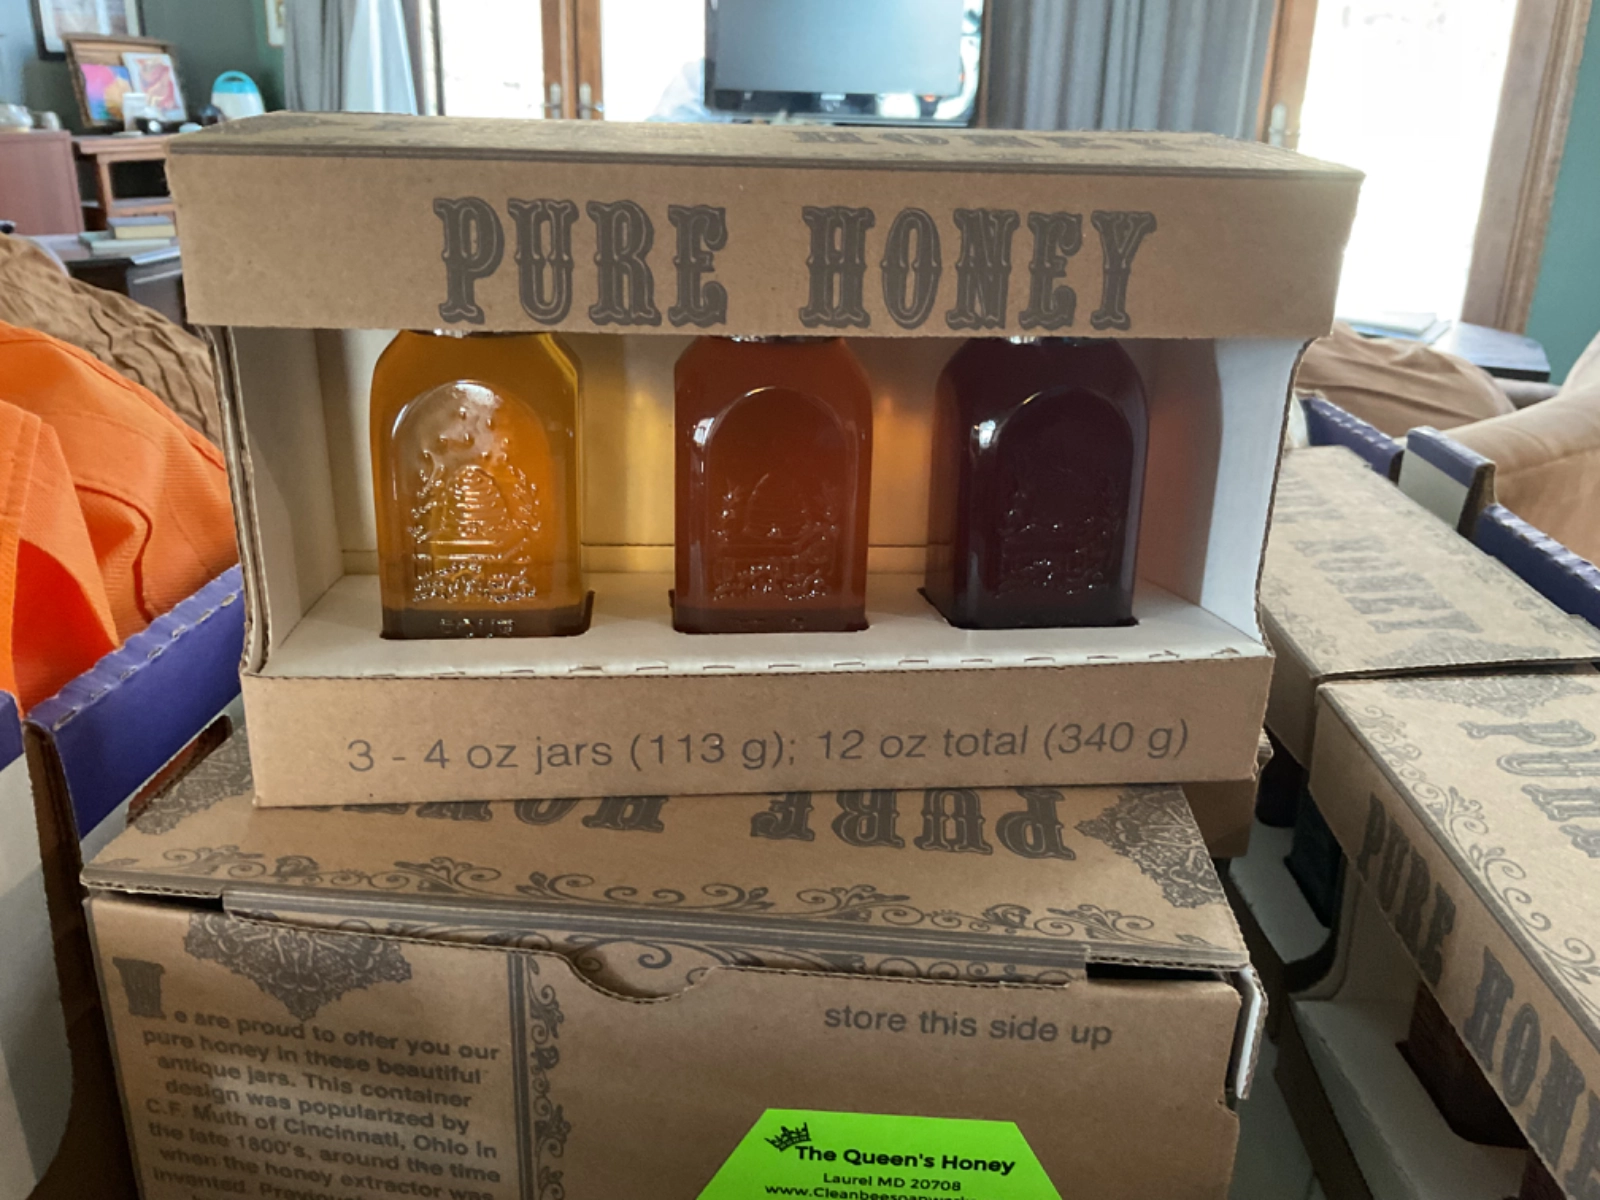 PURE HONEY
3 - 4 oz jars (113 g); 12 oz total (340 g)
PURE HONEY
store this side up
We are proud to offer you our
pure honey in these beautiful
antique jars. This container
design was popularized by
C.F. Muth of Cincinnati, Ohio in
the late 1800's, around the time
when the honey extractor was
invented.
The Queen's Honey
Laurel MD 20708
HONEY
PURE
PURE HONEY